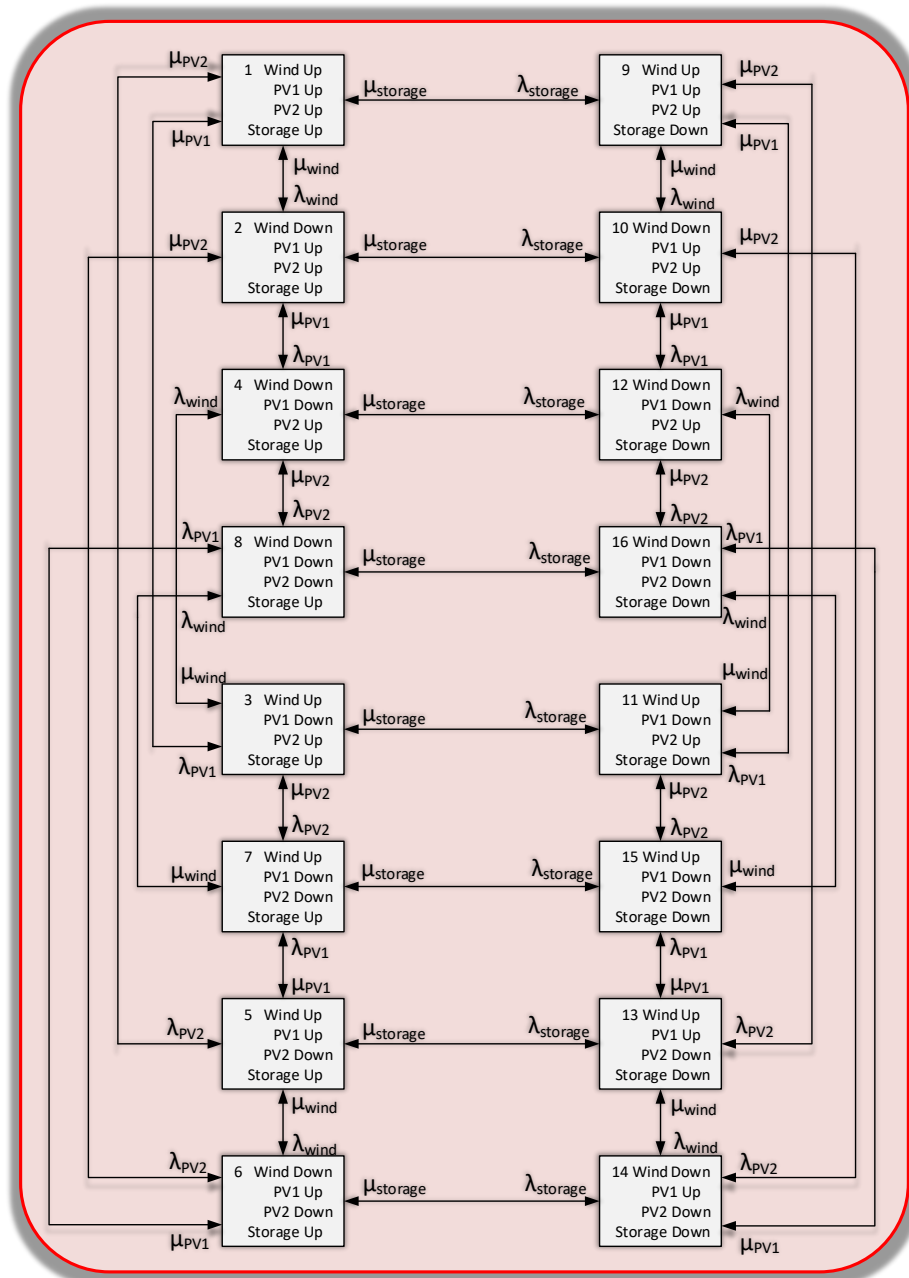 μPV2
1 Wind Up
PV1 Up
PV2 Up
Storage Up
μstorage
λstorage
9 Wind Up
PV1 Up
PV2 Up
Storage Down
μPV2
μPV1
μPV1
μwind
λwind
μwind
λwind
μPV2
2 Wind Down
PV1 Up
PV2 Up
Storage Up
μstorage
λstorage
10 Wind Down
PV1 Up
PV2 Up
Storage Down
μPV2
μPV1
λPV1
μPV1
λPV1
λwind
4 Wind Down
PV1 Down
PV2 Up
Storage Up
μstorage
λstorage
12 Wind Down
PV1 Down
PV2 Up
Storage Down
λwind
μPV2
λPV2
μPV2
λPV2
λPV1
8 Wind Down
PV1 Down
PV2 Down
Storage Up
μstorage
λstorage
16 Wind Down
PV1 Down
PV2 Down
Storage Down
λPV1
λwind
λwind
μwind
3 Wind Up
PV1 Down
PV2 Up
Storage Up
μstorage
λstorage
11 Wind Up
PV1 Down
PV2 Up
Storage Down
μwind
λPV1
λPV1
μPV2
λPV2
μPV2
λPV2
μwind
7 Wind Up
PV1 Down
PV2 Down
Storage Up
μstorage
λstorage
15 Wind Up
PV1 Down
PV2 Down
Storage Down
μwind
λPV1
μPV1
λPV1
μPV1
λPV2
5 Wind Up
PV1 Up
PV2 Down
Storage Up
μstorage
λstorage
13 Wind Up
PV1 Up
PV2 Down
Storage Down
λPV2
μwind
λwind
μwind
λwind
λPV2
6 Wind Down
PV1 Up
PV2 Down
Storage Up
μstorage
λstorage
14 Wind Down
PV1 Up
PV2 Down
Storage Down
λPV2
μPV1
μPV1